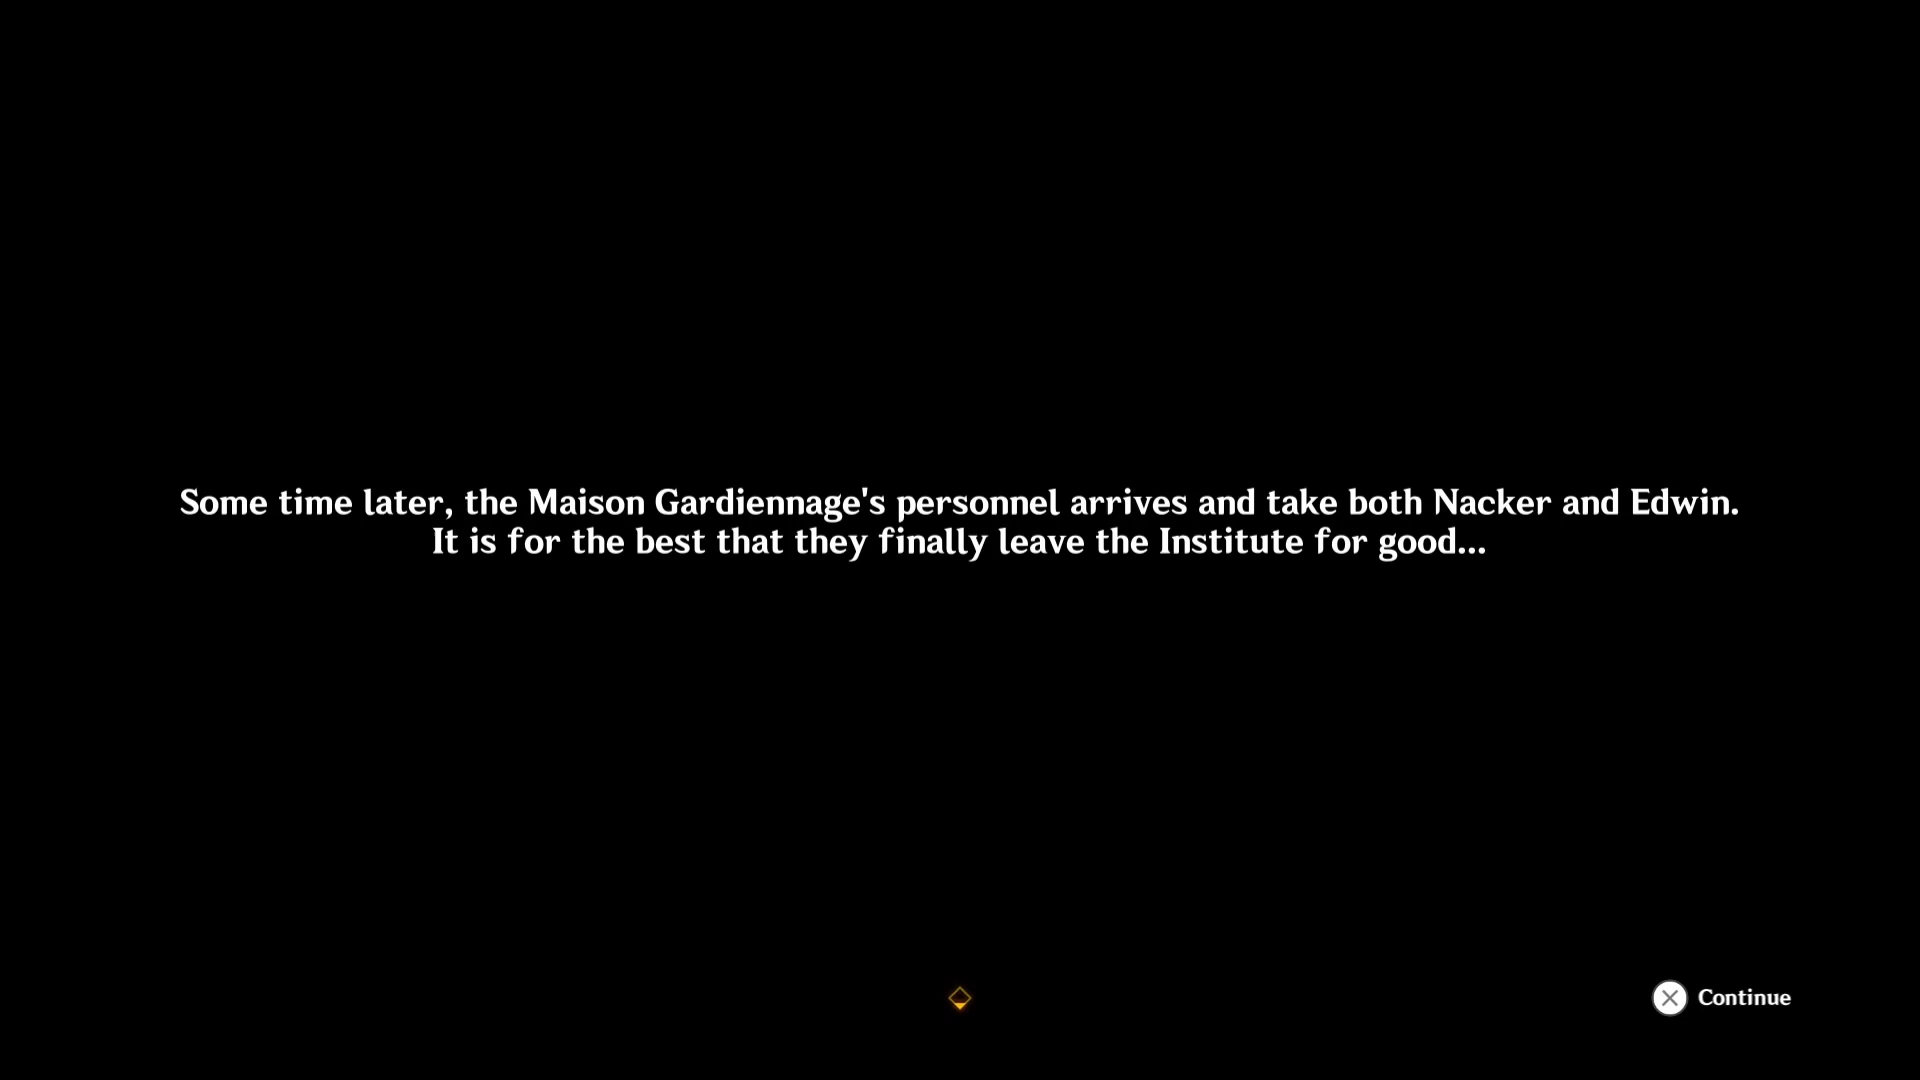 Some time later, the Maison Gardiennage's personnel arrives and take both Nacker and Edwin.
It is for the best that they finally leave the Institute for good...
Continue